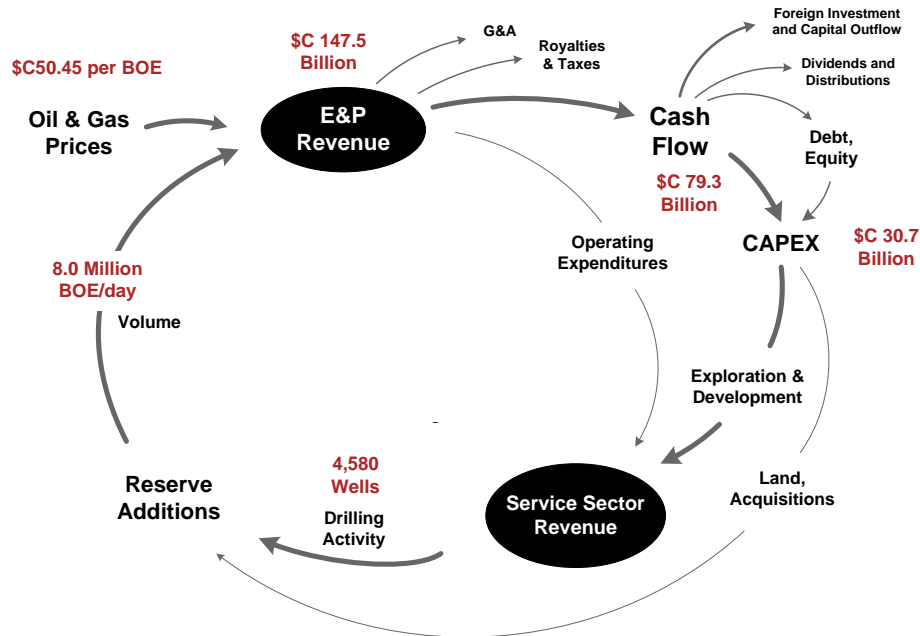 $C50.45 per BOE
Oil & Gas
Prices
$C 147.5
Billion
E&P
Revenue
G&A
Royalties
& Taxes
Cash
Flow
$C 79.3
Billion
Foreign Investment
and Capital Outflow
Dividends and
Distributions
Debt,
Equity
CAPEX
$C 30.7
Billion
Operating
Expenditures
Exploration &
Development
Land,
Acquisitions
Service Sector
Revenue
4,580
Wells
Drilling
Activity
Reserve
Additions
8.0 Million
BOE/day
Volume